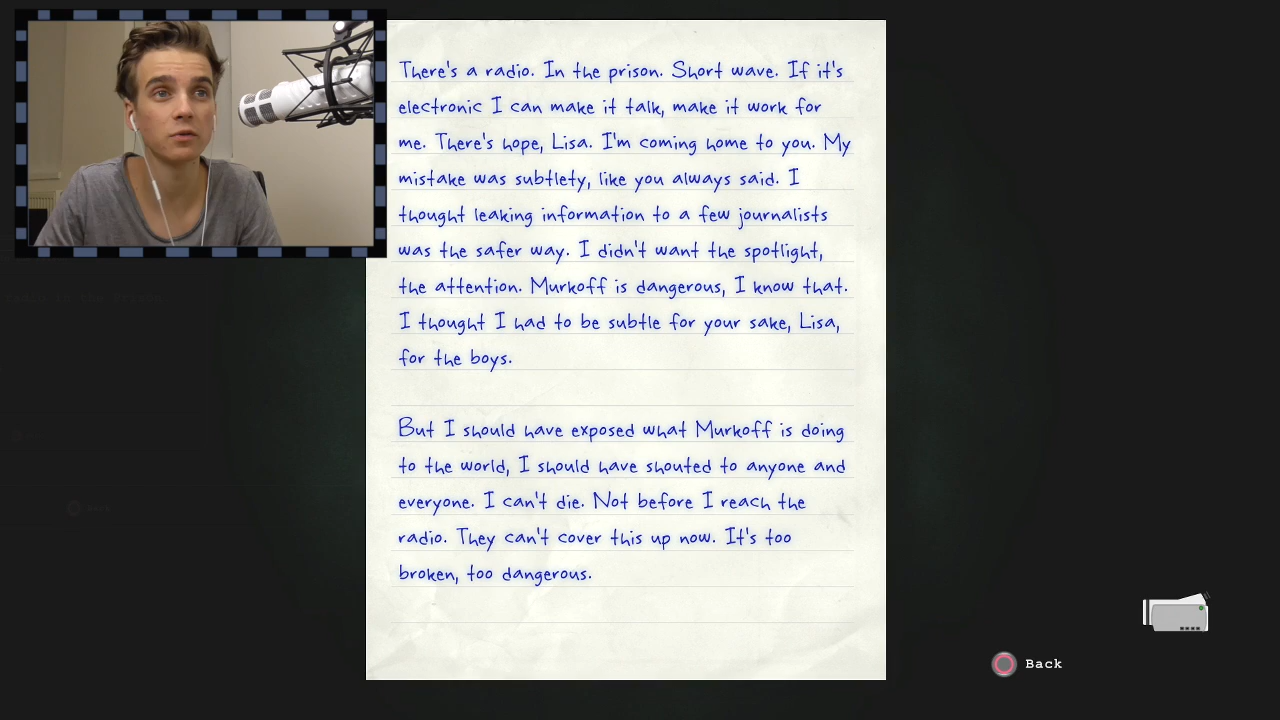 There's a radio. In the prison. Short wave. If it's
electronic I can make it talk, make it work for
me. There's hope, Lisa. I'm coming home to you. My
mistake was subtlety, like you always said. I
thought leaking information to a few journalists
was the safer way. I didn't want the spotlight,
the attention. Murkoff is dangerous, I know that.
I thought I had to be subtle for your sake, Lisa,
for the boys.
But I should have exposed what Murkoff is doing
to the world, I should have shouted to anyone and
everyone. I can't die. Not before I reach the
radio. They can't cover this up now. It's too
broken, too dangerous.
Back